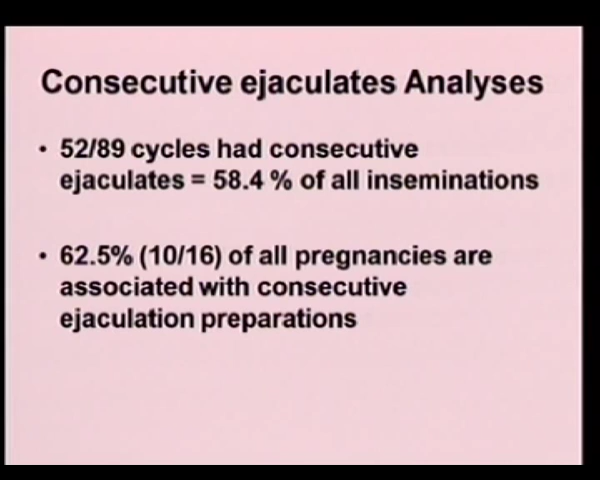 Consecutive ejaculates Analyses
• 52/89 cycles had consecutive
ejaculates = 58.4 % of all inseminations
• 62.5% (10/16) of all pregnancies are
associated with consecutive
ejaculation preparations